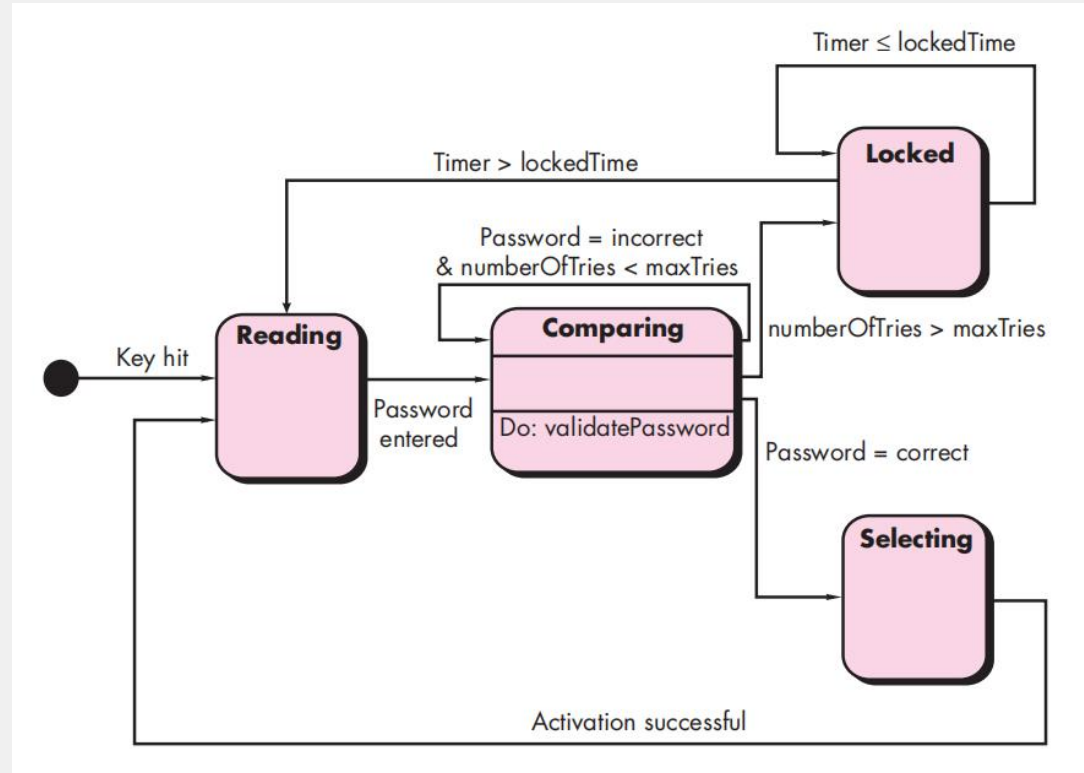 Timer ≤ lockedTime
Locked
Timer > lockedTime
Password = incorrect
& numberOfTries < maxTries
numberOfTries > maxTries
Comparing
Reading
Key hit
Password
entered
Do: validatePassword
Password = correct
Selecting
Activation successful